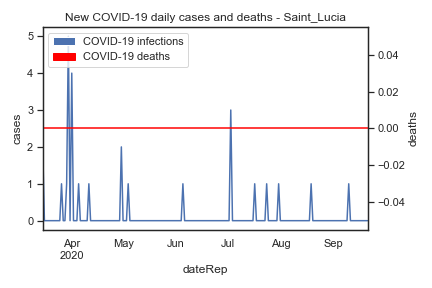 New COVID-19 daily cases and deaths - Saint_Lucia
COVID-19 infections
COVID-19 deaths
5
4
3
2
1
0
cases
0.04
0.02
0.00
−0.02
−0.04
deaths
Apr
2020
May
Jun
Jul
Aug
Sep
dateRep